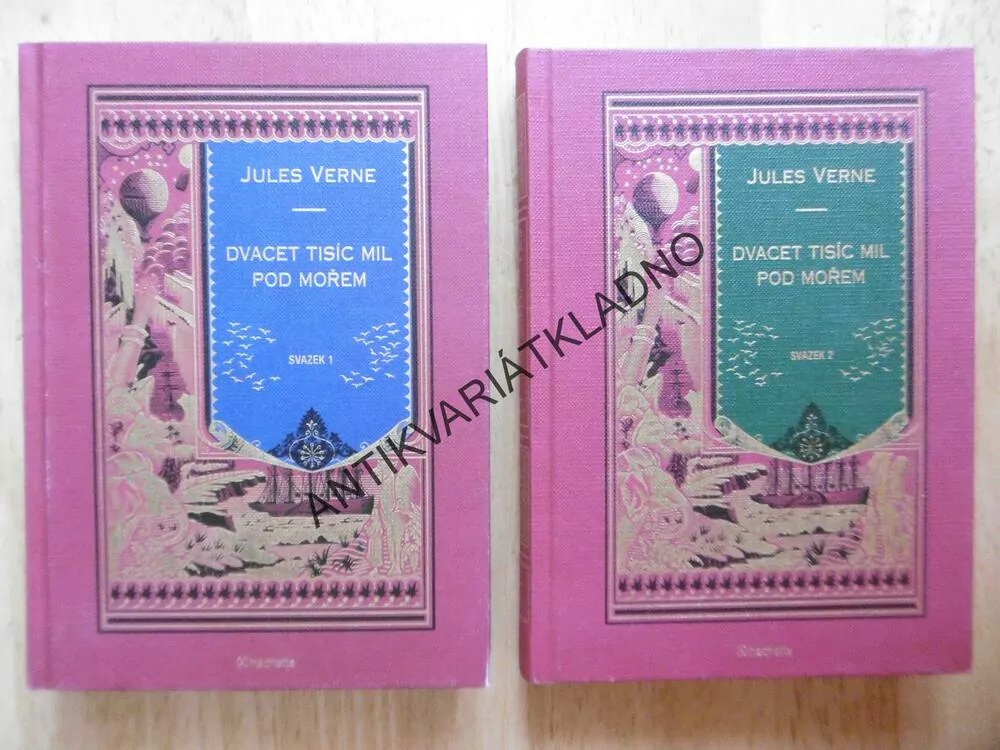 JULES VERNE
DVACET TISÍC MIL
POD MOŘEM
SVAZEK 1
hachette
JULES VERNE
DVACET TISÍC MIL
POD MOŘEM
SVAZEK 2
hachette
ANTIKVARIÁTKLADNO